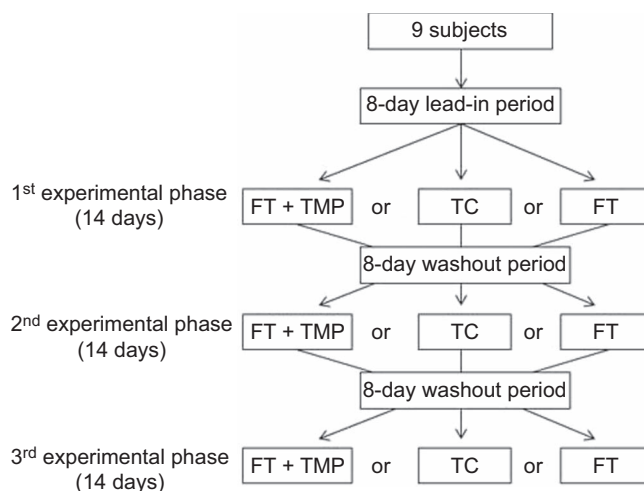 9 subjects
8-day lead-in period
1st experimental phase
(14 days)
FT + TMP or TC or FT
8-day washout period
2nd experimental phase
(14 days)
FT + TMP or TC or FT
8-day washout period
3rd experimental phase
(14 days)
FT + TMP or TC or FT